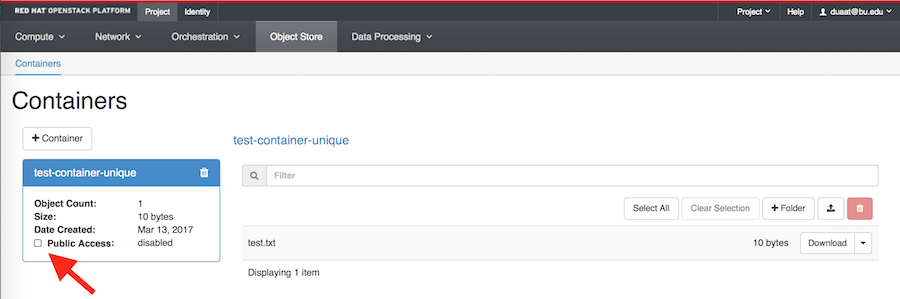 RED HAT OPENSTACK PLATFORM Project Identity Project Help duaat@bu.edu
Compute Network Orchestration Object Store Data Processing
Containers
Containers
+ Container
test-container-unique
Object Count: 1
Size: 10 bytes
Date Created: Mar 13, 2017
Public Access: disabled
test-container-unique
Filter
Select All Clear Selection + Folder
test.txt 10 bytes Download
Displaying 1 item